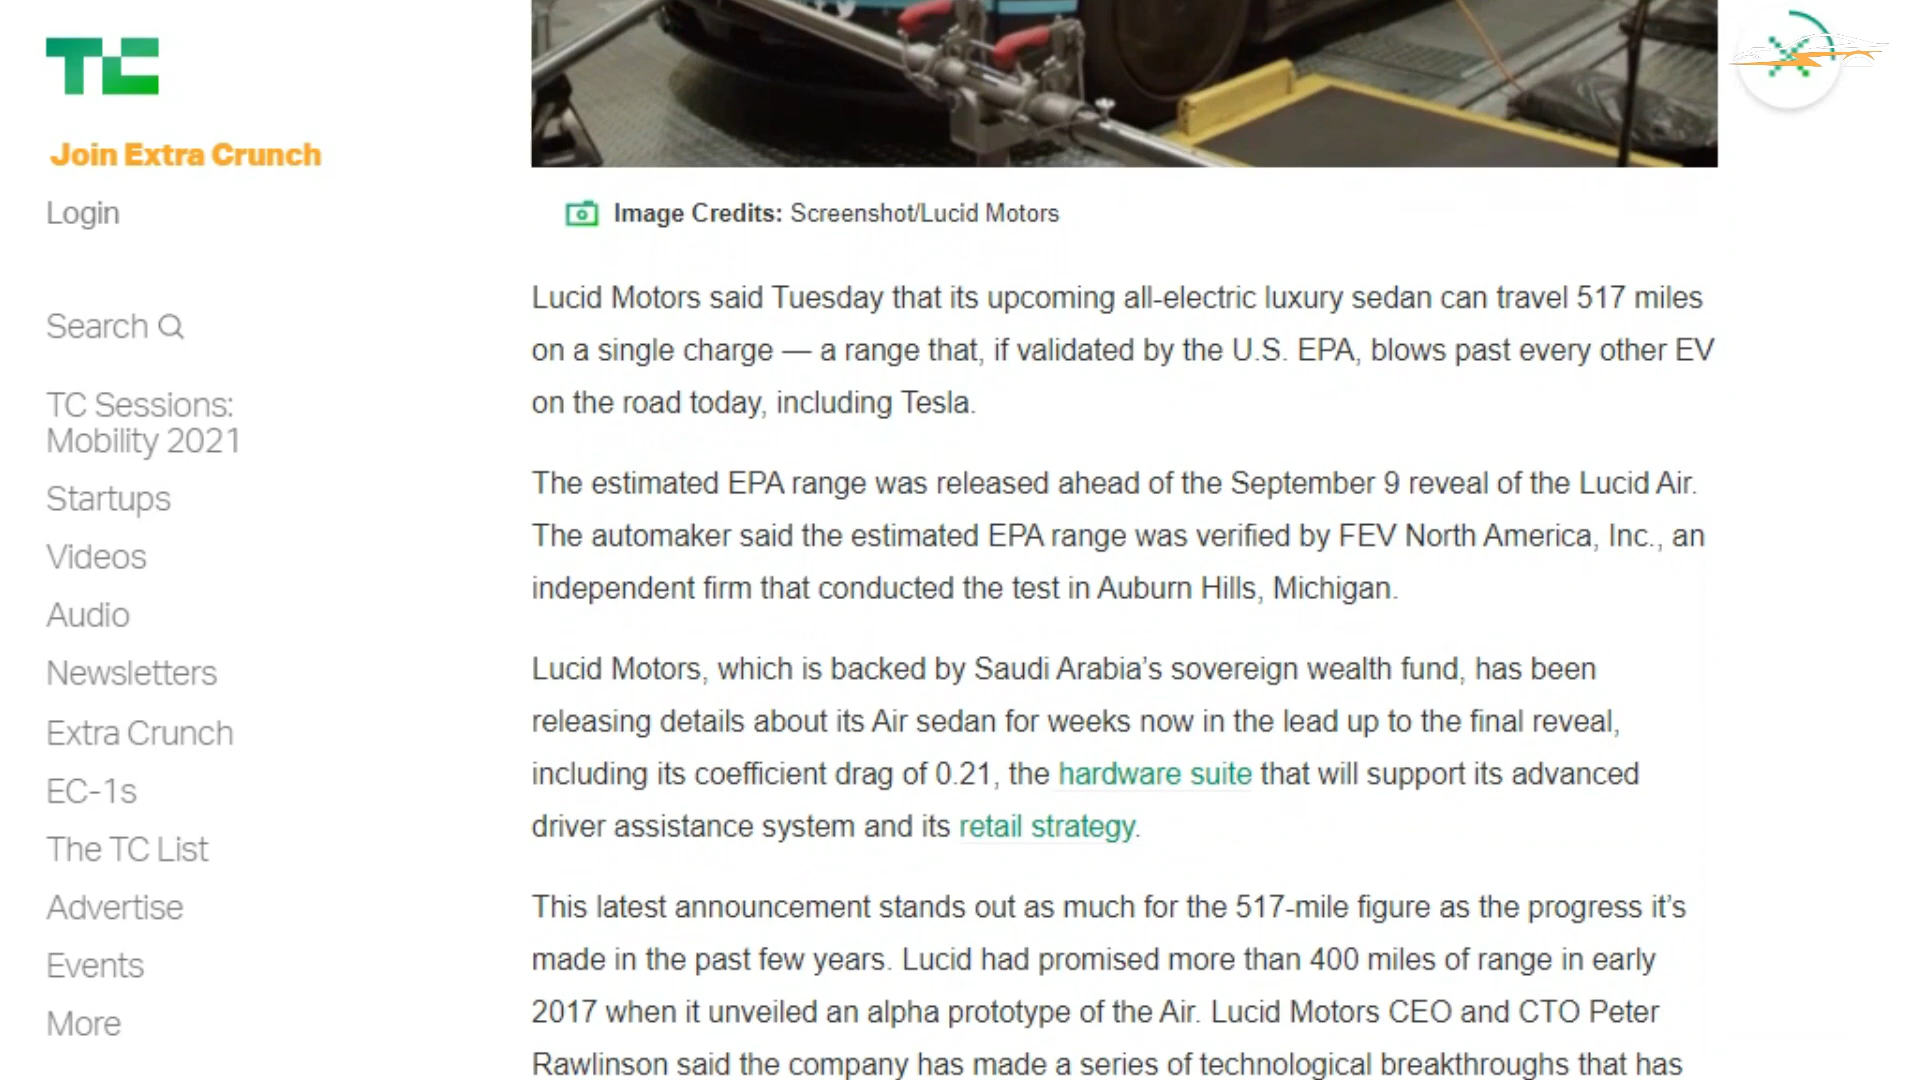 TC
Join Extra Crunch
Login
Search
TC Sessions:
Mobility 2021
Startups
Videos
Audio
Newsletters
Extra Crunch
EC-1s
The TC List
Advertise
Events
More
Image Credits: Screenshot/Lucid Motors
Lucid Motors said Tuesday that its upcoming all-electric luxury sedan can travel 517 miles
on a single charge — a range that, if validated by the U.S. EPA, blows past every other EV
on the road today, including Tesla.
The estimated EPA range was released ahead of the September 9 reveal of the Lucid Air.
The automaker said the estimated EPA range was verified by FEV North America, Inc., an
independent firm that conducted the test in Auburn Hills, Michigan.
Lucid Motors, which is backed by Saudi Arabia’s sovereign wealth fund, has been
releasing details about its Air sedan for weeks now in the lead up to the final reveal,
including its coefficient drag of 0.21, the hardware suite that will support its advanced
driver assistance system and its retail strategy.
This latest announcement stands out as much for the 517-mile figure as the progress it’s
made in the past few years. Lucid had promised more than 400 miles of range in early
2017 when it unveiled an alpha prototype of the Air. Lucid Motors CEO and CTO Peter
Rawlinson said the company has made a series of technological breakthroughs that has